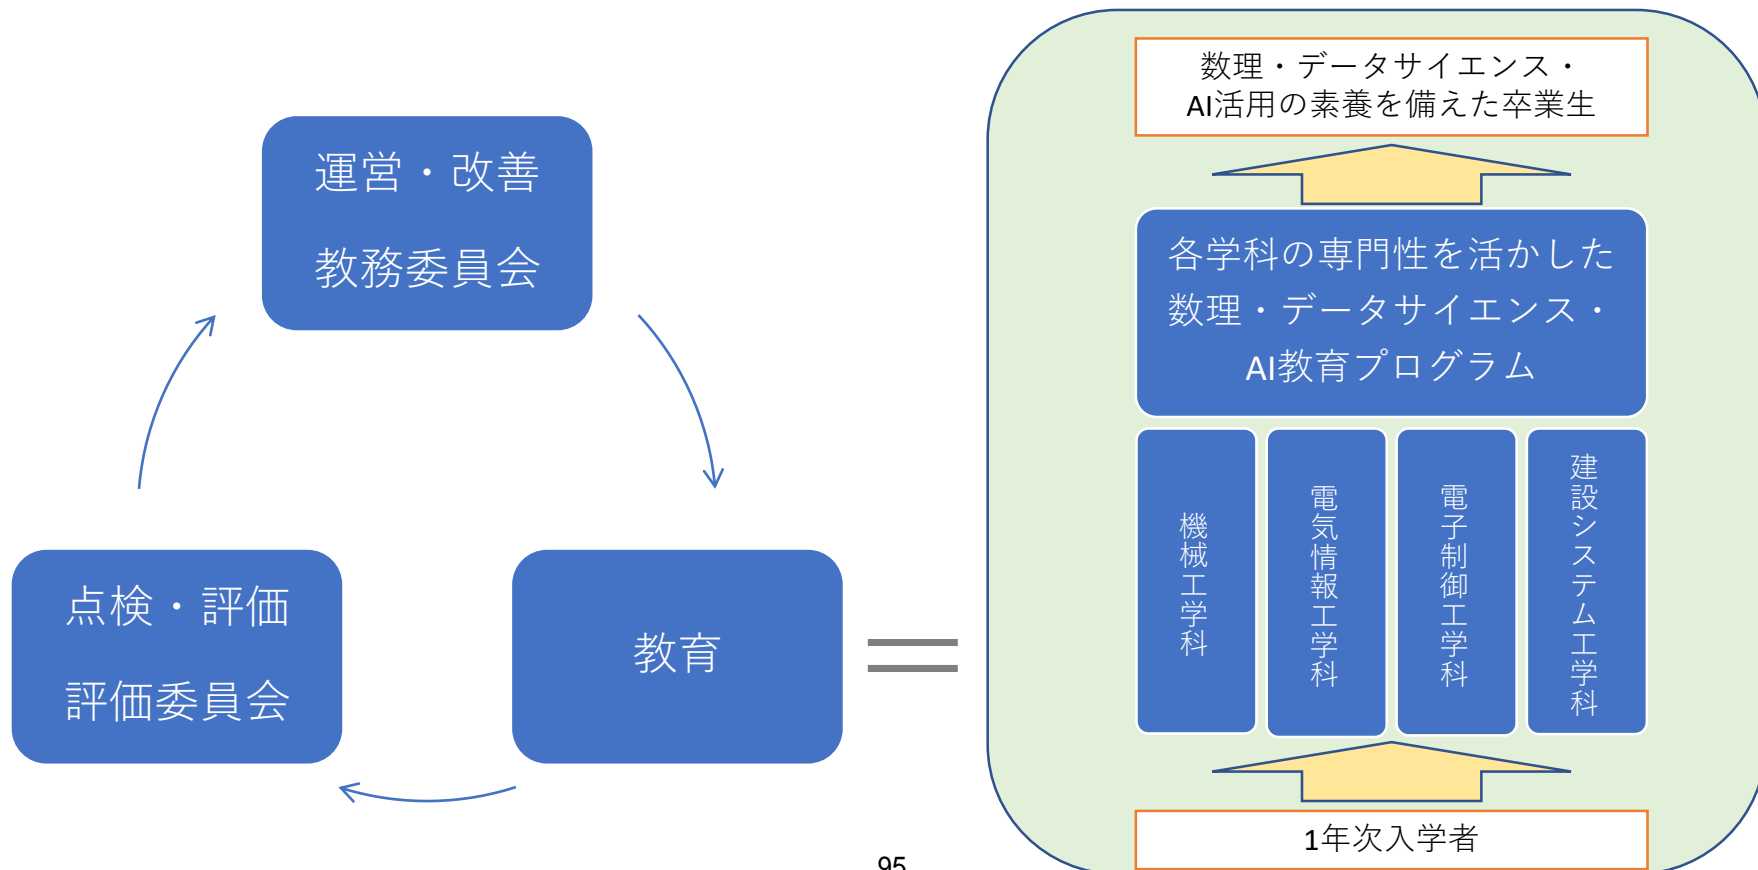 運営・改善
教務委員会
点検・評価
評価委員会
教育
数理・データサイエンス・
AI活用の素養を備えた卒業生
各学科の専門性を活かした
数理・データサイエンス・
AI教育プログラム
機械工学科
電気情報工学科
電子制御工学科
建設システム工学科
1年次入学者
95